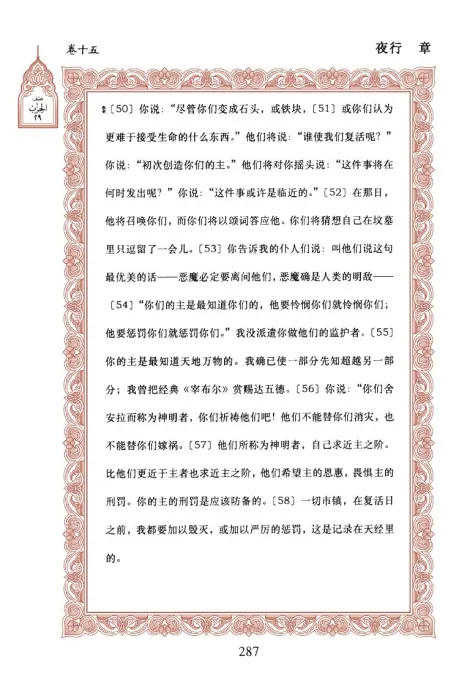 卷十五
夜行 章
نصف
الحزب
٢٩
［50］你说：“尽管你们变成石头，或铁块，［51］或你们认为
更难于接受生命的什么东西。”他们将说：“谁使我们复活呢？”
你说：“初次创造你们的主。”他们将对你摇头说：“这件事将在
何时发出呢？”你说：“这件事或许是临近的。”［52］在那日，
他将召唤你们，而你们将以颂词答应他。你们将猜想自己在坟墓
里只逗留了一会儿。［53］你告诉我的仆人们说：叫他们说这句
最优美的话——恶魔必定要离间他们，恶魔确是人类的明敌——
［54］“你们的主是最知道你们的，他要怜悯你们就怜悯你们；
他要惩罚你们就惩罚你们。”我没派遣你做他们的监护者。［55］
你的主是最知道天地万物的。我确已使一部分先知超越另一部
分；我曾把经典《宰布尔》赏赐达五德。［56］你说：“你们舍
安拉而称为神明者，你们祈祷他们吧！他们不能替你们消灾，也
不能替你们嫁祸。［57］他们所称为神明者，自己求近主之阶。
比他们更近于主者也求近主之阶，他们希望主的恩惠，畏惧主的
刑罚。你的主的刑罚是应该防备的。［58］一切市镇，在复活日
之前，我都要加以毁灭，或加以严厉的惩罚，这是记录在天经里
的。
287